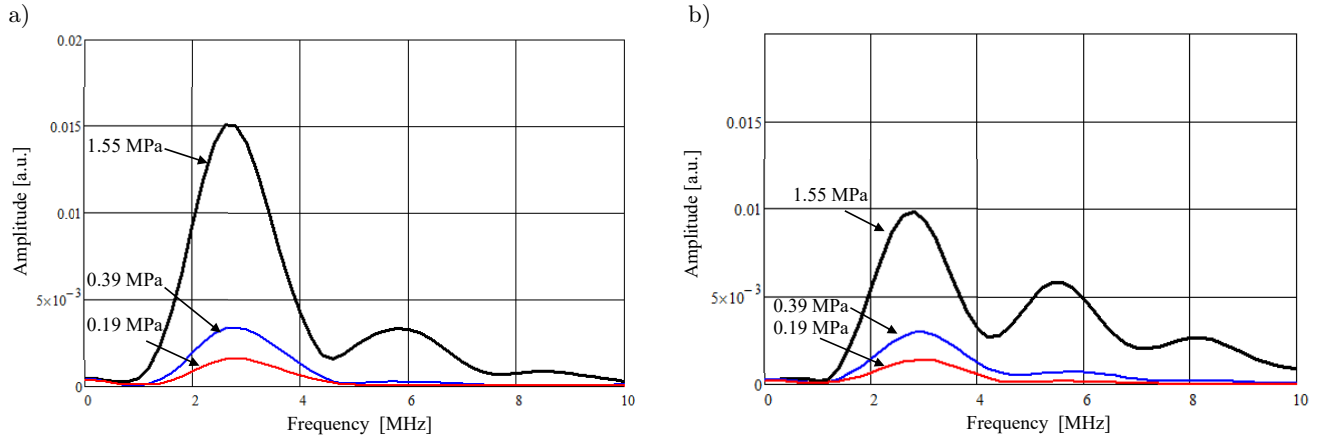 a)
0.02
0.015
0.01
5×10⁻³
0
1.55 MPa
0.39 MPa
0.19 MPa
Amplitude [a.u.]
0 2 4 6 8 10
Frequency [MHz]
b)
0.015
0.01
5×10⁻³
0
1.55 MPa
0.39 MPa
0.19 MPa
Amplitude [a.u.]
0 2 4 6 8 10
Frequency [MHz]